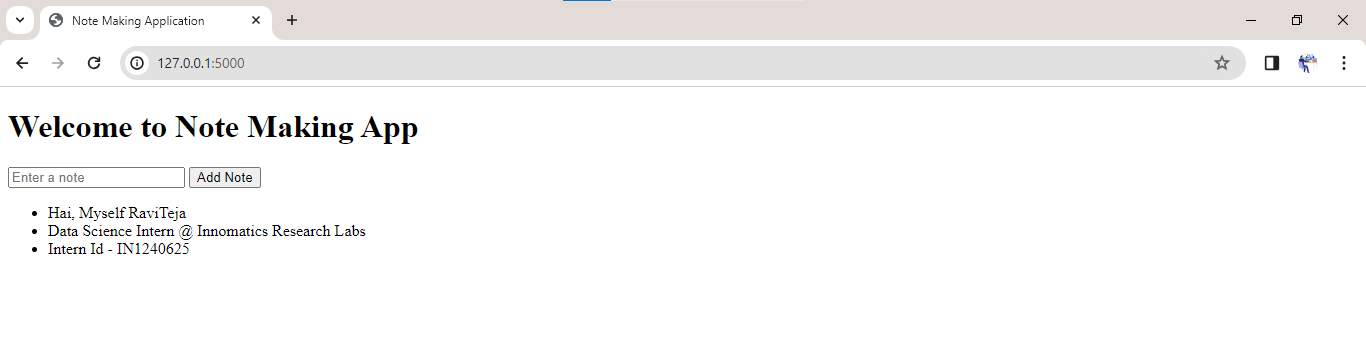 Note Making Application
127.0.0.1:5000
Welcome to Note Making App
Enter a note Add Note
Hai, Myself RaviTeja
Data Science Intern @ Innomatics Research Labs
Intern Id - IN1240625